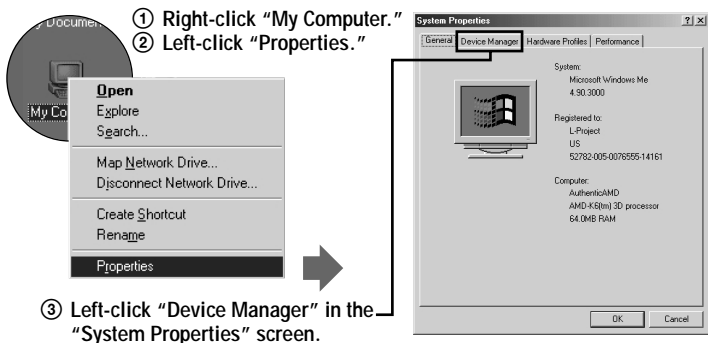 ① Right-click “My Computer.”
② Left-click “Properties.”
My Co
Open
Explore
Search...
Map Network Drive...
Disconnect Network Drive...
Create Shortcut
Rename
Properties
③ Left-click “Device Manager” in the
“System Properties” screen.
System Properties
General Device Manager Hardware Profiles Performance
System:
Microsoft Windows Me
4.90.3000
Registered to:
L-Project
US
52782-005-0076555-14161
Computer:
AuthenticAMD
AMD-K6(tm) 3D processor
64.0MB RAM
OK Cancel